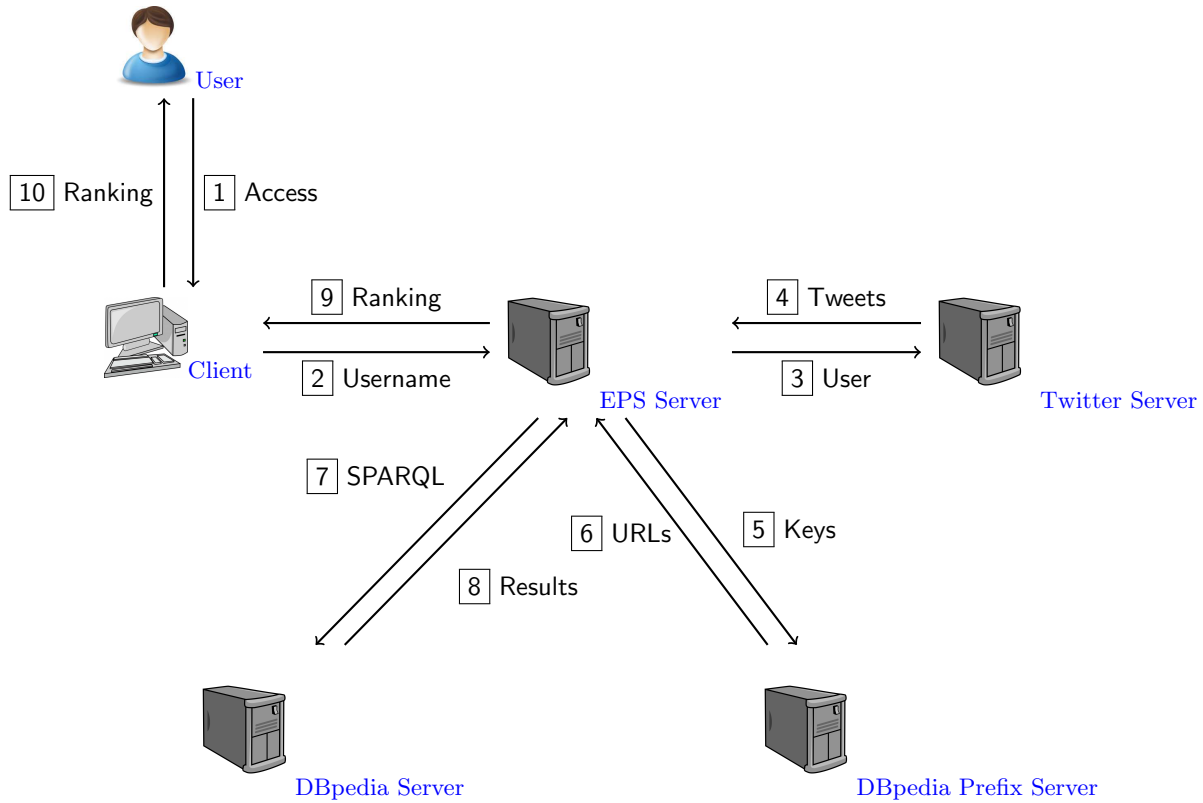 User
10 Ranking
1 Access
9 Ranking
4 Tweets
Client
2 Username
3 User
EPS Server
Twitter Server
7 SPARQL
6 URLs
5 Keys
8 Results
DBpedia Server
DBpedia Prefix Server